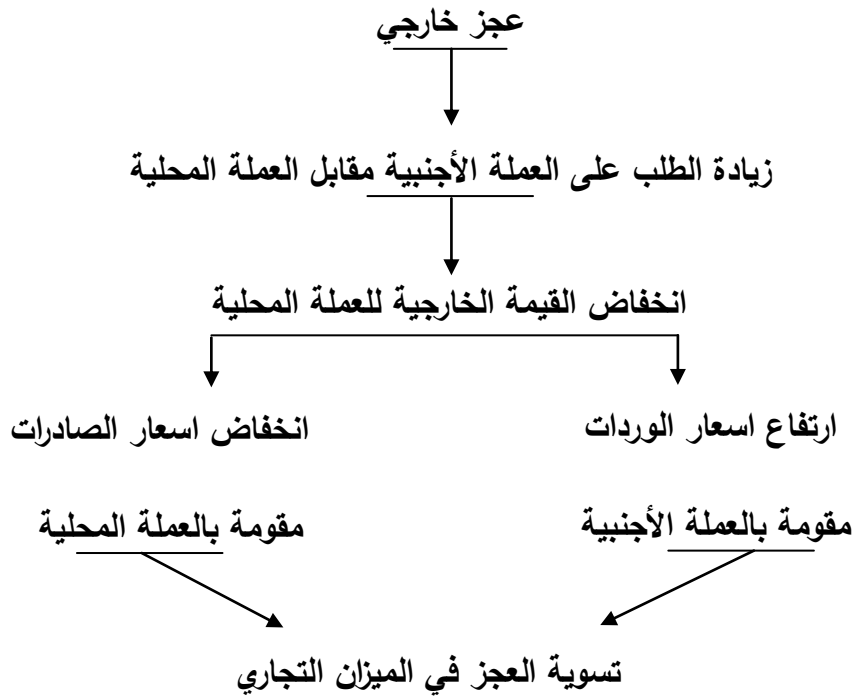 عجز خارجي
زيادة الطلب على العملة الأجنبية مقابل العملة المحلية
انخفاض القيمة الخارجية للعملة المحلية
ارتفاع اسعار الوردات
انخفاض اسعار الصادرات
مقومة بالعملة الأجنبية
مقومة بالعملة المحلية
تسوية العجز في الميزان التجاري